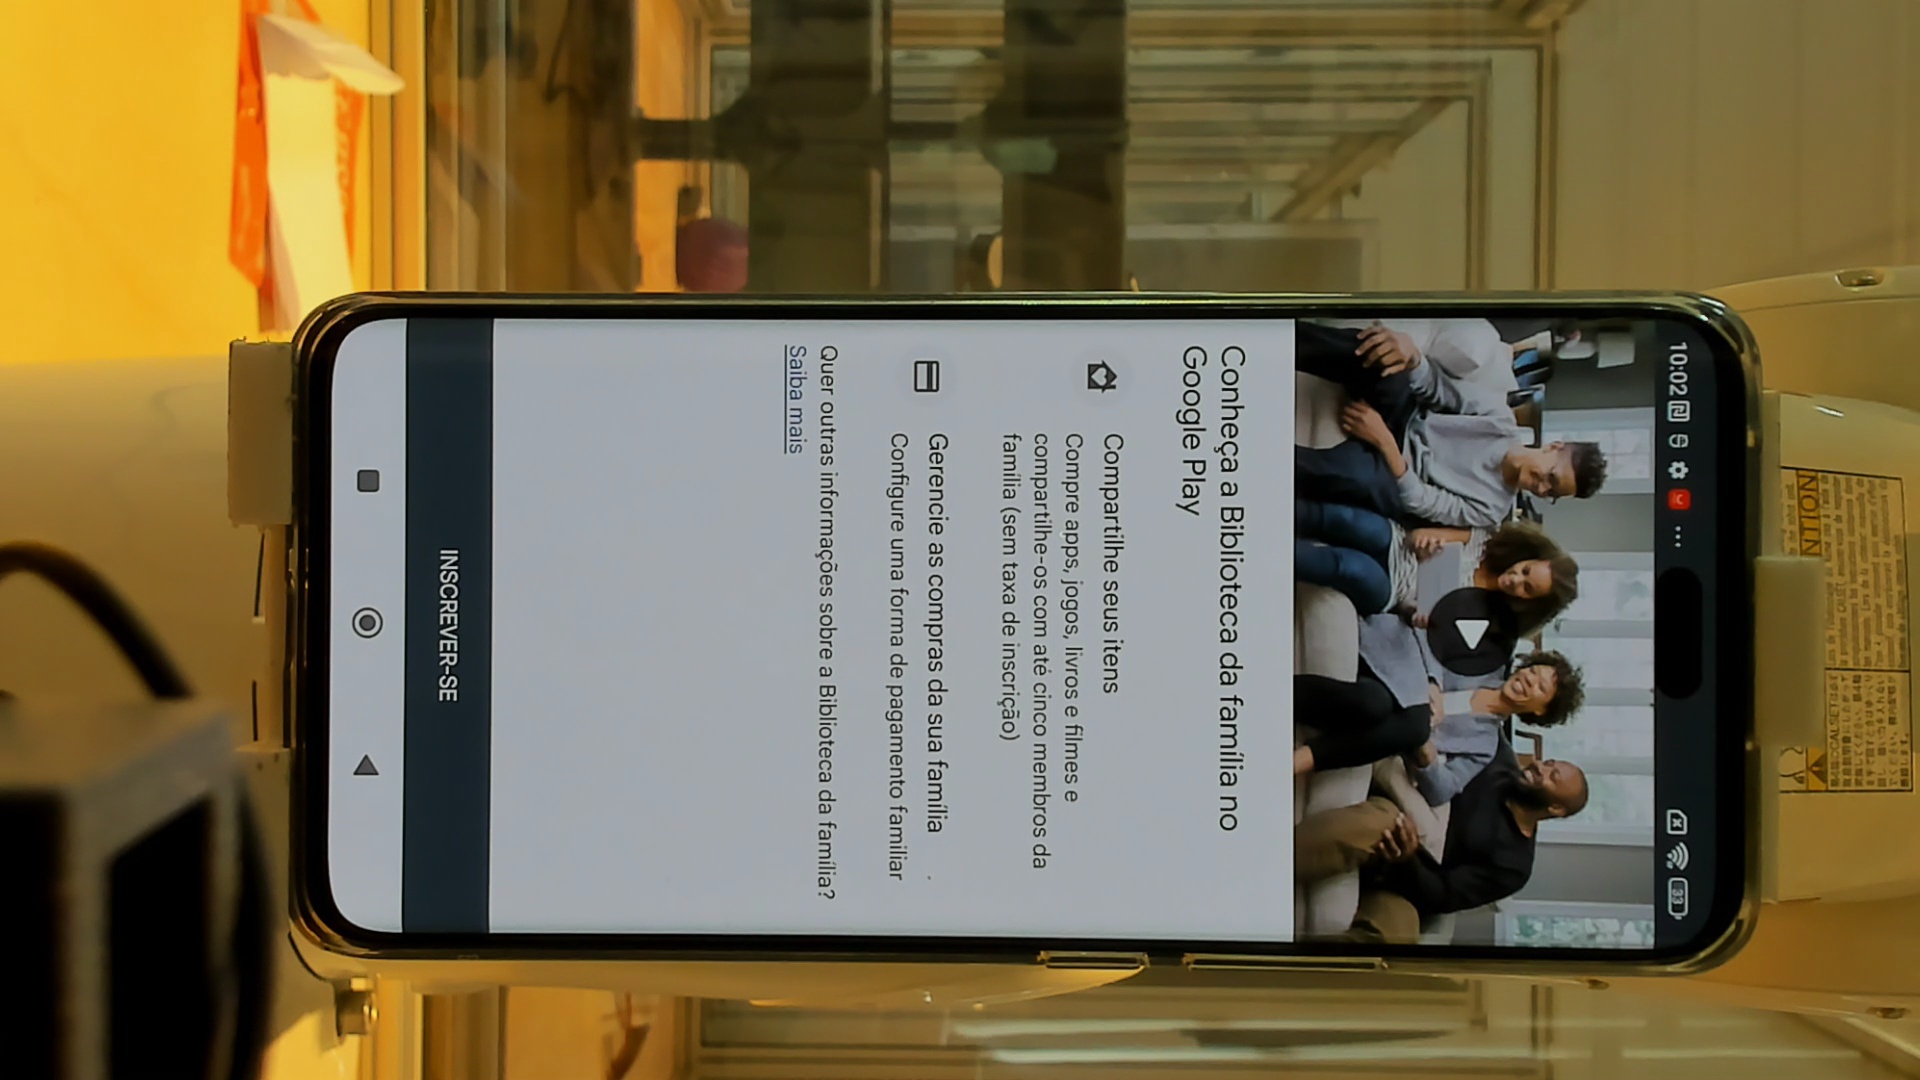 10:02
33
Conheça a Biblioteca da família no
Google Play
Compartilhe seus itens
Compre apps, jogos, livros e filmes e
compartilhe-os com até cinco membros da
família (sem taxa de inscrição)
Gerencie as compras da sua família
Configure uma forma de pagamento familiar
Quer outras informações sobre a Biblioteca da família?
Saiba mais
INSCREVER-SE